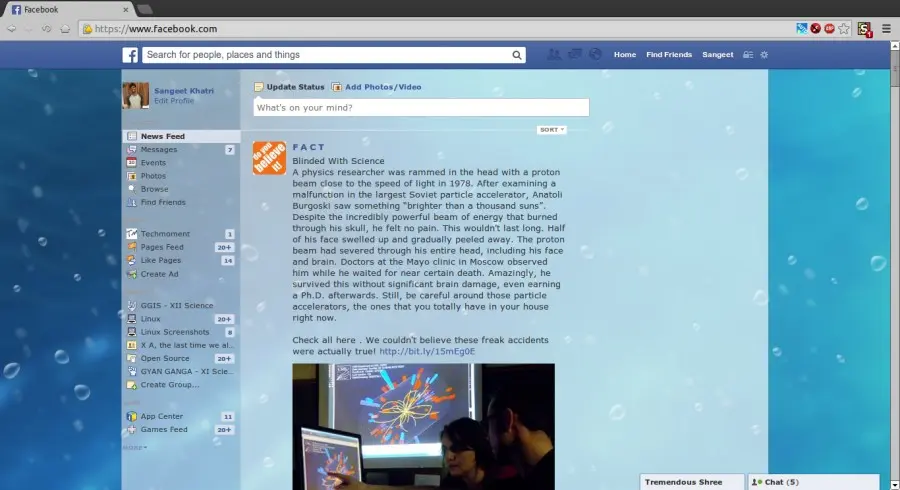 Facebook
https://www.facebook.com
Search for people, places and things
Home
Find Friends
Sangeet
Sangeet Khatri
Edit Profile
News Feed
Messages 7
Events
Photos
Browse
Find Friends
Techmoment 1
Pages Feed 20+
Like Pages 14
Create Ad
GGIS - XII Science
Linux 20+
Linux Screenshots 8
X A, the last time we al...
Open Source 20+
GYAN GANGA - XI Scie...
Create Group...
App Center 11
Games Feed 20+
MORE
Update Status
Add Photos/Video
What's on your mind?
SORT
do you believe it!
F A C T
Blinded With Science
A physics researcher was rammed in the head with a proton
beam close to the speed of light in 1978. After examining a
malfunction in the largest Soviet particle accelerator, Anatoli
Burgoski saw something "brighter than a thousand suns".
Despite the incredibly powerful beam of energy that burned
through his skull, he felt no pain. This wouldn't last long. Half
of his face swelled up and gradually peeled away. The proton
beam had severed through his entire head, including his face
and brain. Doctors at the Mayo clinic in Moscow observed
him while he waited for near certain death. Amazingly, he
survived this without significant brain damage, even earning
a Ph.D. afterwards. Still, be careful around those particle
accelerators, the ones that you totally have in your house
right now.
Check all here . We couldn't believe these freak accidents
were actually true! http://bit.ly/15mEg0E
Tremendous Shree
Chat (5)